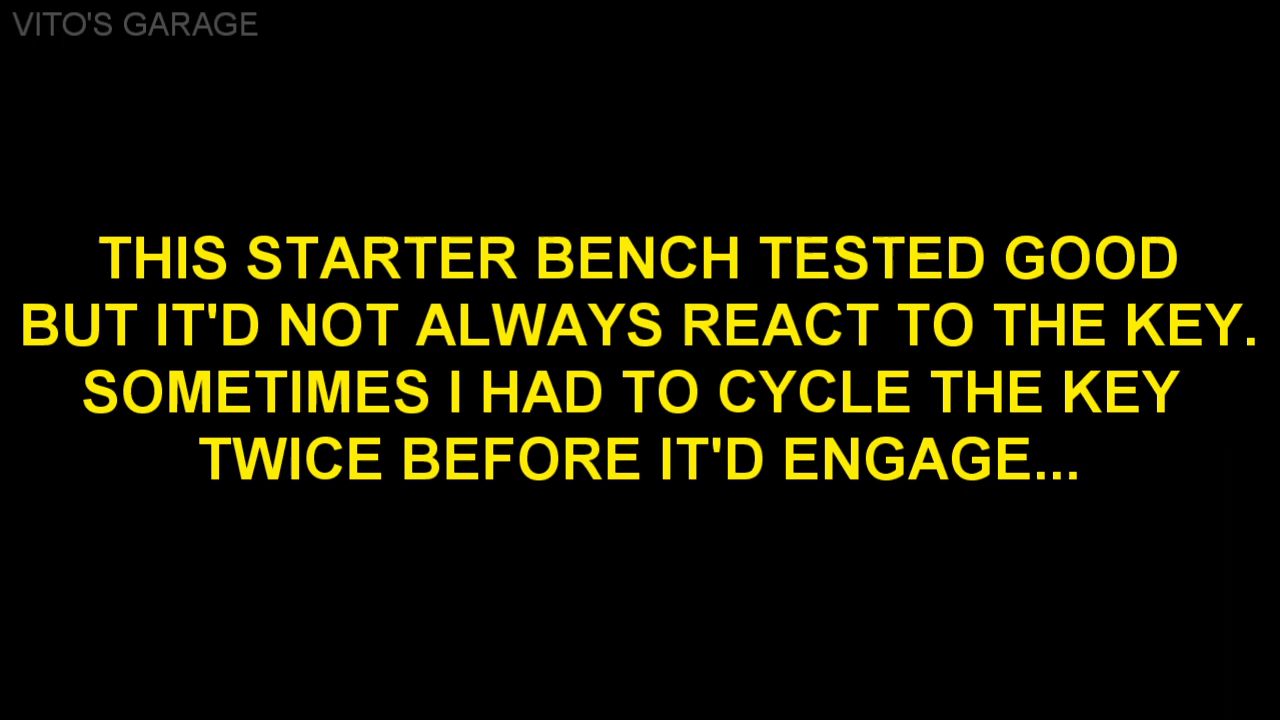 VITO'S GARAGE
THIS STARTER BENCH TESTED GOOD
BUT IT'D NOT ALWAYS REACT TO THE KEY.
SOMETIMES I HAD TO CYCLE THE KEY
TWICE BEFORE IT'D ENGAGE...